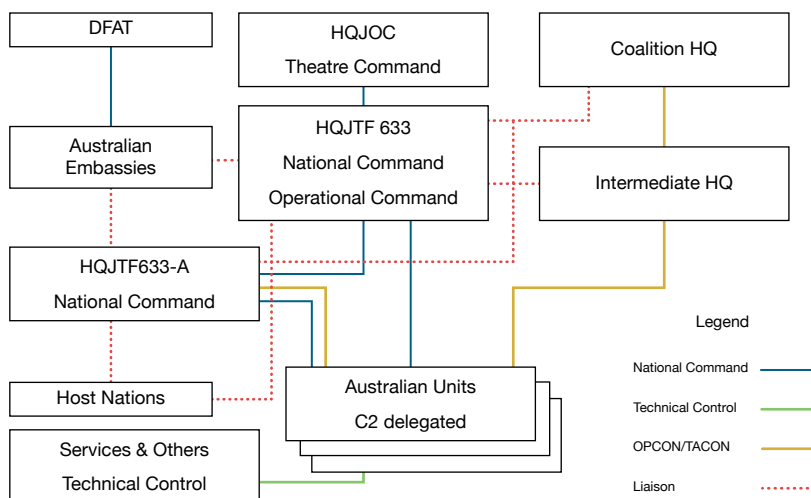 DFAT
HQJOC
Theatre Command
Coalition HQ
HQJTF 633
National Command
Operational Command
Australian
Embassies
Intermediate HQ
HQJTF633-A
National Command
Legend
National Command
Technical Control
OPCON/TACON
Liaison
Host Nations
Australian Units
C2 delegated
Services & Others
Technical Control